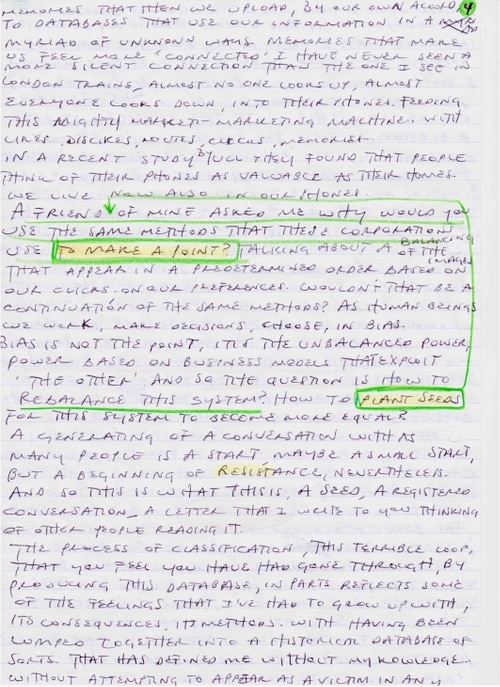 MEMORIES THAT THEN WE UPLOAD, BY OUR OWN ACORD, 4
TO DATABASES THAT USE OUR INFORMATION IN A
MYRIAD OF UNKNOWN WAYS. MEMORIES THAT MAKE
US FEEL MORE 'CONNECTED' I HAVE NEVER SEEN A
MORE SILENT CONNECTION THAN THE ONE I SEE IN
LONDON TRAINS, ALMOST NO ONE LOOKS UP, ALMOST
EVERYONE LOOKS DOWN, INTO THEIR PHONES. FEEDING
THIS ALMIGHTY MARKET-MARKETING MACHINE. WITH
LIKES, DISLIKES, ROUTES, CLICKS, MEMORIES.
IN A RECENT STUDY THEY FOUND THAT PEOPLE
THINK OF THEIR PHONES AS VALUABLE AS THEIR HOMES.
WE LIVE NOW ALSO IN OUR PHONES.
A FRIEND OF MINE ASKED ME WHY WOULD YOU
USE THE SAME METHODS THAT THESE CORPORATIONS
USE TO MAKE A POINT? TALKING ABOUT A BALANCING OF THE IMAGES
THAT APPEAR IN A PREDETERMINED ORDER BASED ON
OUR CLICKS. ON OUR PREFERENCES. WOULDN'T THAT BE A
CONTINUATION OF THE SAME METHODS? AS HUMAN BEINGS
WE WORK, MAKE DECISIONS, CHOOSE, IN BIAS.
BIAS IS NOT THE POINT, IT IS THE UNBALANCED POWER,
POWER BASED ON BUSINESS MODELS THAT EXPLOIT
'THE OTHER'. AND SO THE QUESTION IS HOW TO
REBALANCE THIS SYSTEM? HOW TO PLANT SEEDS
FOR THIS SYSTEM TO BECOME MORE EQUAL?
A GENERATING OF A CONVERSATION WITH AS
MANY PEOPLE IS A START MAYBE A SMALL START,
BUT A BEGINNING OF RESISTANCE, NEVERTHELESS.
AND SO THIS IS WHAT THIS IS, A SEED, A REGISTERED
CONVERSATION, A LETTER THAT I WRITE TO YOU THINKING
OF OTHER PEOPLE READING IT.
THE PROCESS OF CLASSIFICATION, THIS TERRIBLE LOOP,
THAT YOU FEEL YOU HAVE HAD GONE THROUGH, BY
PRODUCING THIS DATABASE, IN PARTS REFLECTS SOME
OF THE FEELINGS THAT I'VE HAD TO GROW UP WITH,
ITS CONSEQUENCES, ITS METHODS. WITH HAVING BEEN
LUMPED TOGETHER INTO A HISTORICAL DATABASE OF
SORTS. THAT HAS DEFINED ME WITHOUT MY KNOWLEDGE.
WITHOUT ATTEMPTING TO APPEAR AS A VICTIM IN ANY